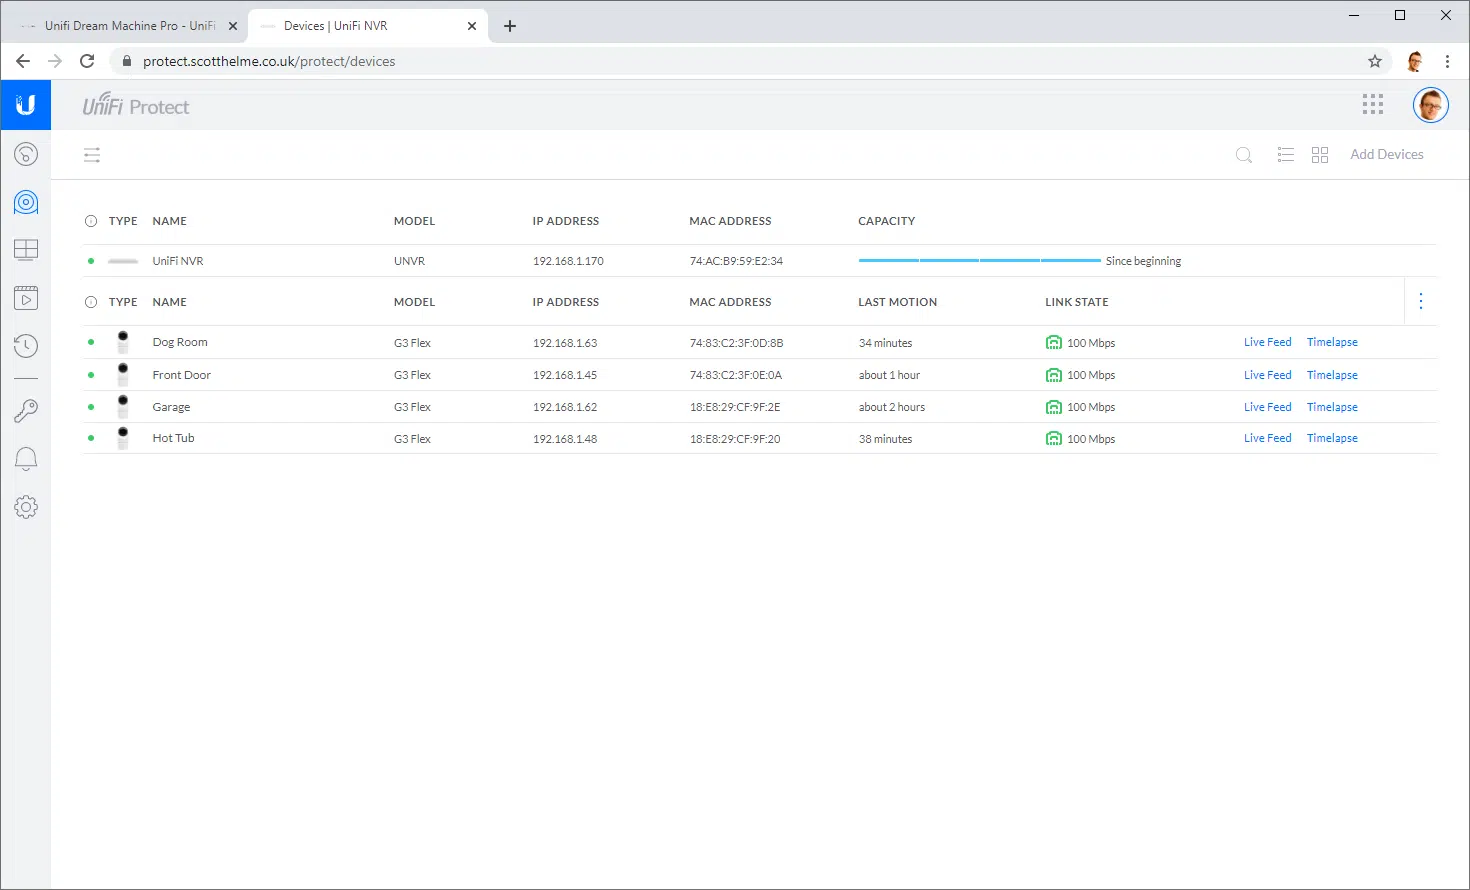 Unifi Dream Machine Pro - UniFi
Devices | UniFi NVR
protect.scotthelme.co.uk/protect/devices
UniFi Protect
Add Devices
TYPE NAME MODEL IP ADDRESS MAC ADDRESS CAPACITY
UniFi NVR UNVR 192.168.1.170 74:AC:B9:59:E2:34 Since beginning
TYPE NAME MODEL IP ADDRESS MAC ADDRESS LAST MOTION LINK STATE
Dog Room G3 Flex 192.168.1.63 74:83:C2:3F:0D:8B 34 minutes 100 Mbps Live Feed Timelapse
Front Door G3 Flex 192.168.1.45 74:83:C2:3F:0E:0A about 1 hour 100 Mbps Live Feed Timelapse
Garage G3 Flex 192.168.1.62 18:E8:29:CF:9F:2E about 2 hours 100 Mbps Live Feed Timelapse
Hot Tub G3 Flex 192.168.1.48 18:E8:29:CF:9F:20 38 minutes 100 Mbps Live Feed Timelapse